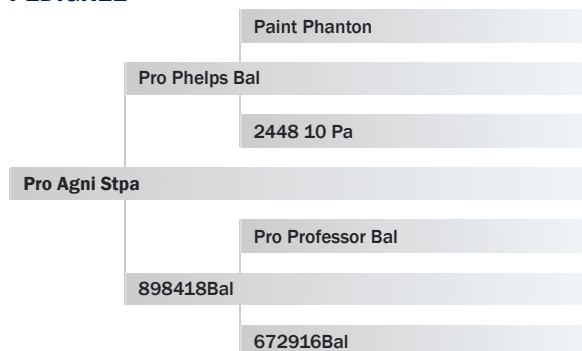 Paint Phanton
Pro Phelps Bal
2448 10 Pa
Pro Agni Stpa
Pro Professor Bal
898418Bal
672916Bal